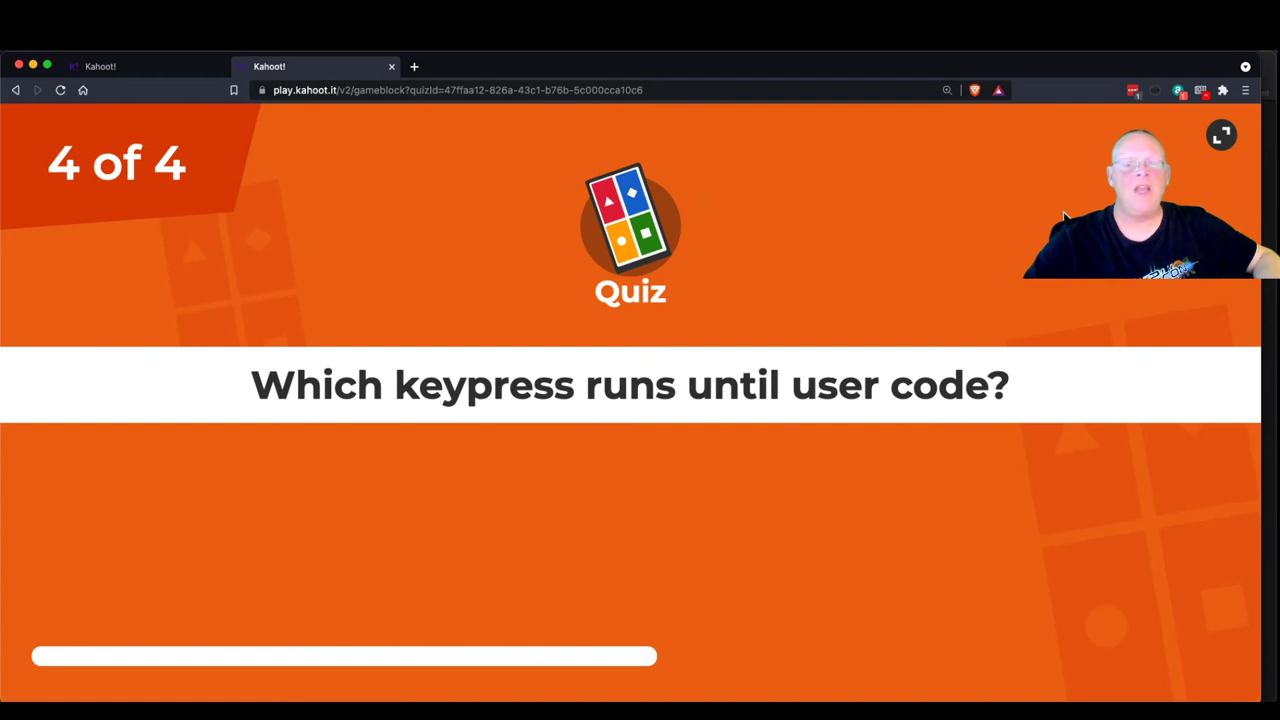 Kahoot!
Kahoot!
play.kahoot.it/v2/gameblock?quizId=47ffaa12-826a-43c1-b76b-5c000cca10c6
4 of 4
Quiz
Which keypress runs until user code?